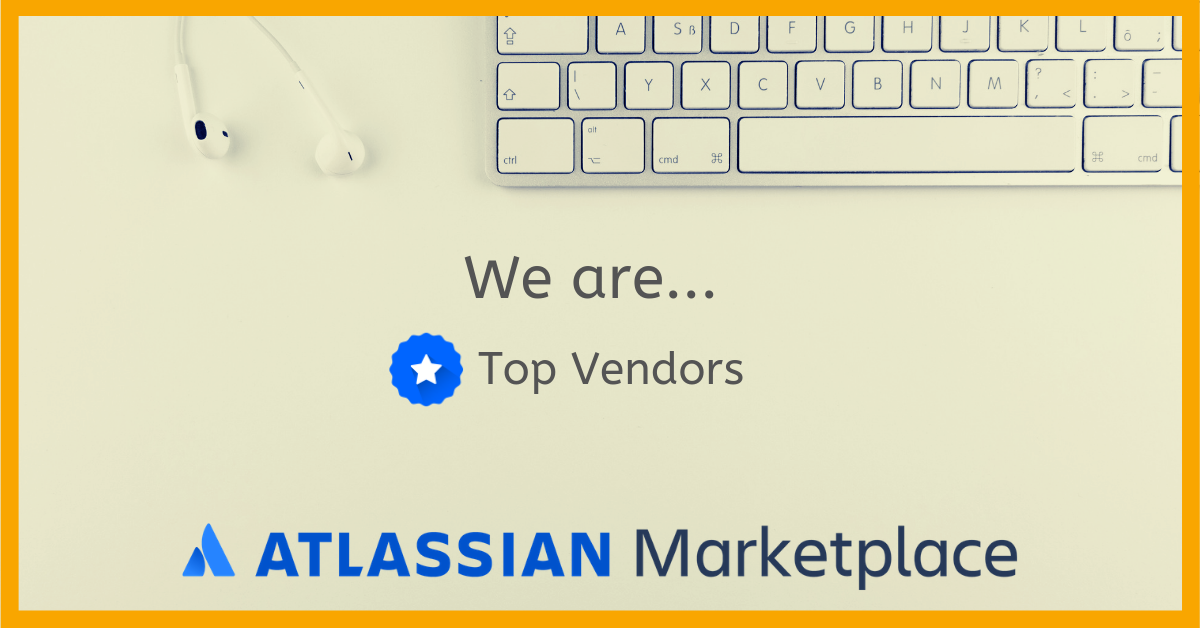 A S ß D F G H J K L ö ;
| \ Y X C V B N M ? , < : . > - -
ctrl alt cmd ⌘ ⌘ cmd
We are...
Top Vendors
ATLASSIAN Marketplace